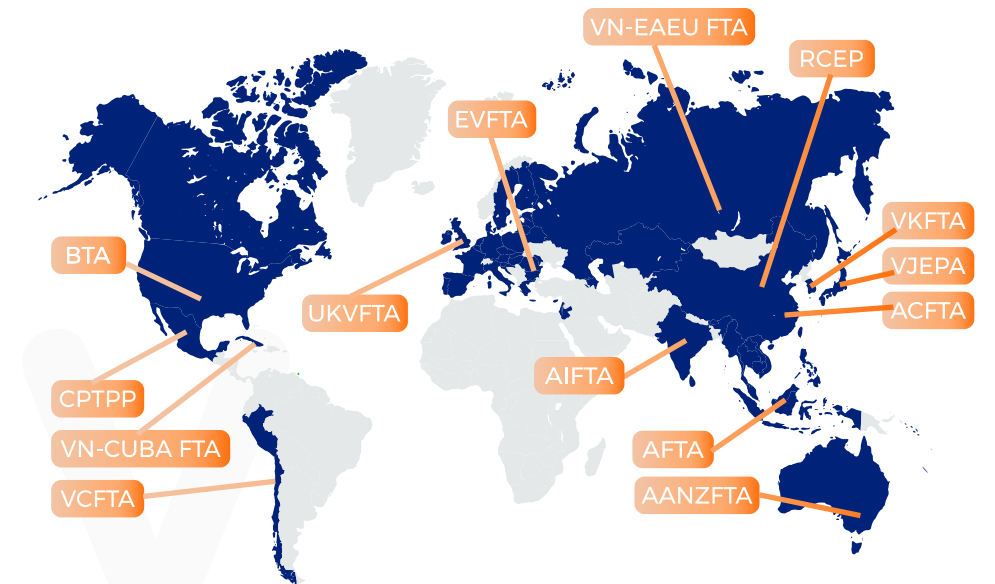 VN-EAEU FTA
RCEP
EVFTA
VKFTA
BTA
VJEPA
UKVFTA
ACFTA
AIFTA
CPTPP
VN-CUBA FTA
AFTA
VCFTA
AANZFTA